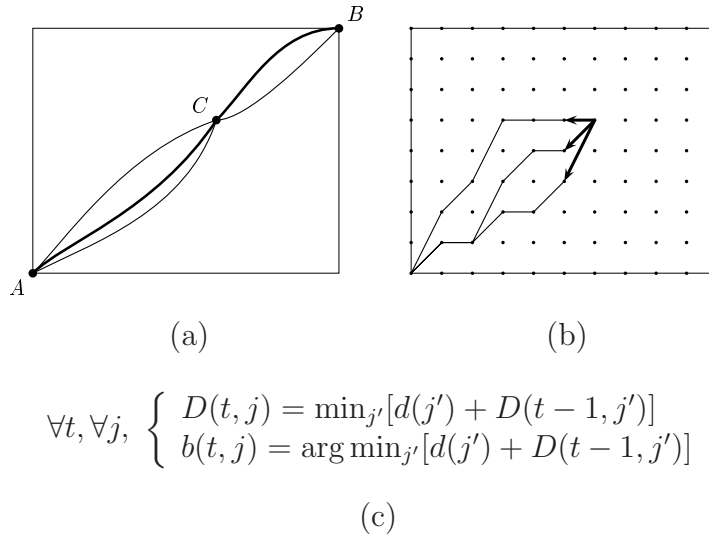 B
C
A
(a)
(b)
∀t, ∀j, { D(t, j) = min_{j'}[d(j') + D(t − 1, j')]
b(t, j) = arg min_{j'}[d(j') + D(t − 1, j')]
(c)